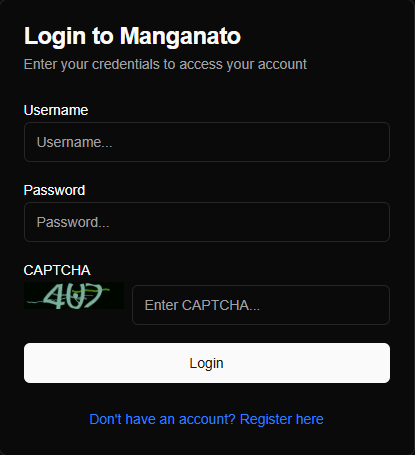 Login to Manganato
Enter your credentials to access your account
Username
Username...
Password
Password...
CAPTCHA
Enter CAPTCHA...
Login
Don't have an account? Register here